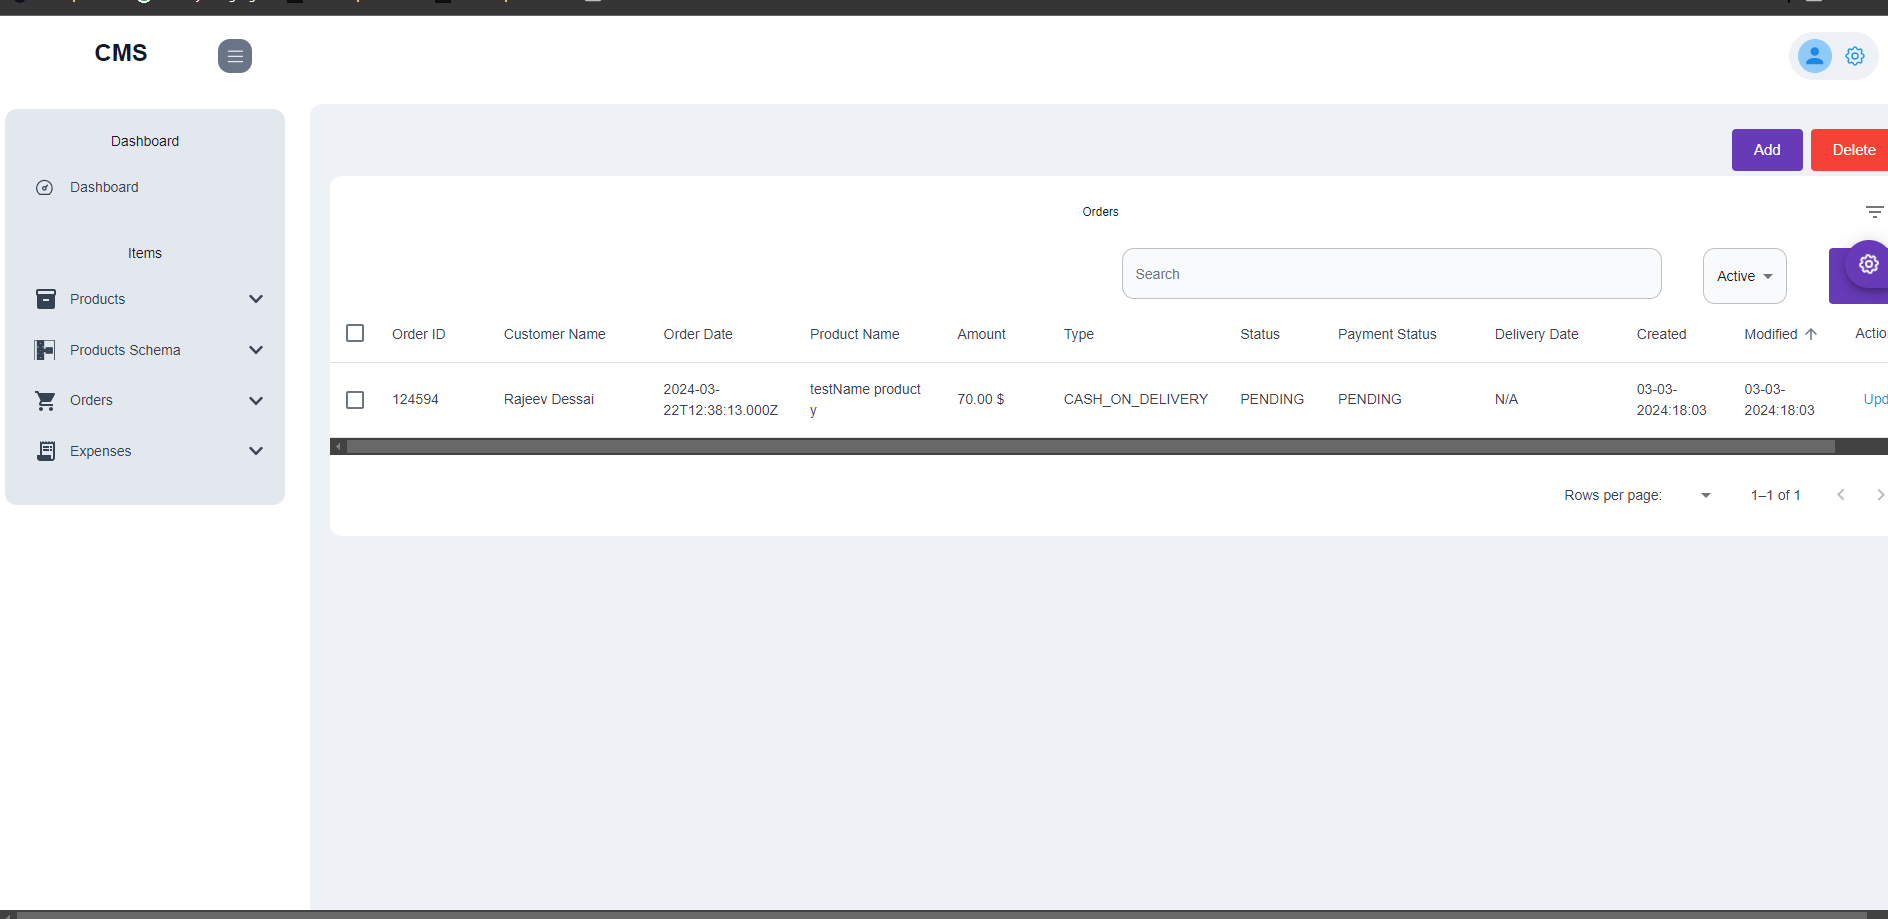 CMS
Dashboard
Dashboard
Items
Products
Products Schema
Orders
Expenses
Add Delete
Orders
Search
Active
Order ID Customer Name Order Date Product Name Amount Type Status Payment Status Delivery Date Created Modified Actio
124594 Rajeev Dessai 2024-03-22T12:38:13.000Z testName product y 70.00 $ CASH_ON_DELIVERY PENDING PENDING N/A 03-03-2024:18:03 03-03-2024:18:03 Upd
Rows per page: 1–1 of 1